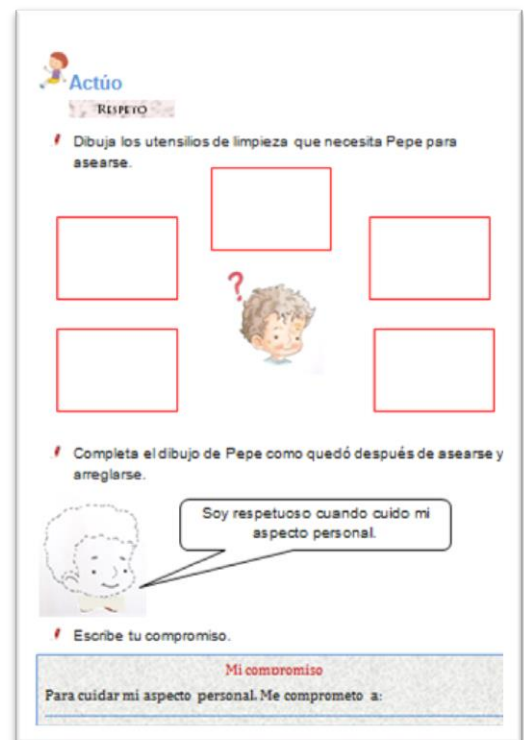 Actúo
RESPETO
Dibuja los utensilios de limpieza que necesita Pepe para
asearse.
?
Completa el dibujo de Pepe como quedó después de asearse y
arreglarse.
Soy respetuoso cuando cuido mi
aspecto personal.
Escribe tu compromiso.
Mi compromiso
Para cuidar mi aspecto personal. Me comprometo a: